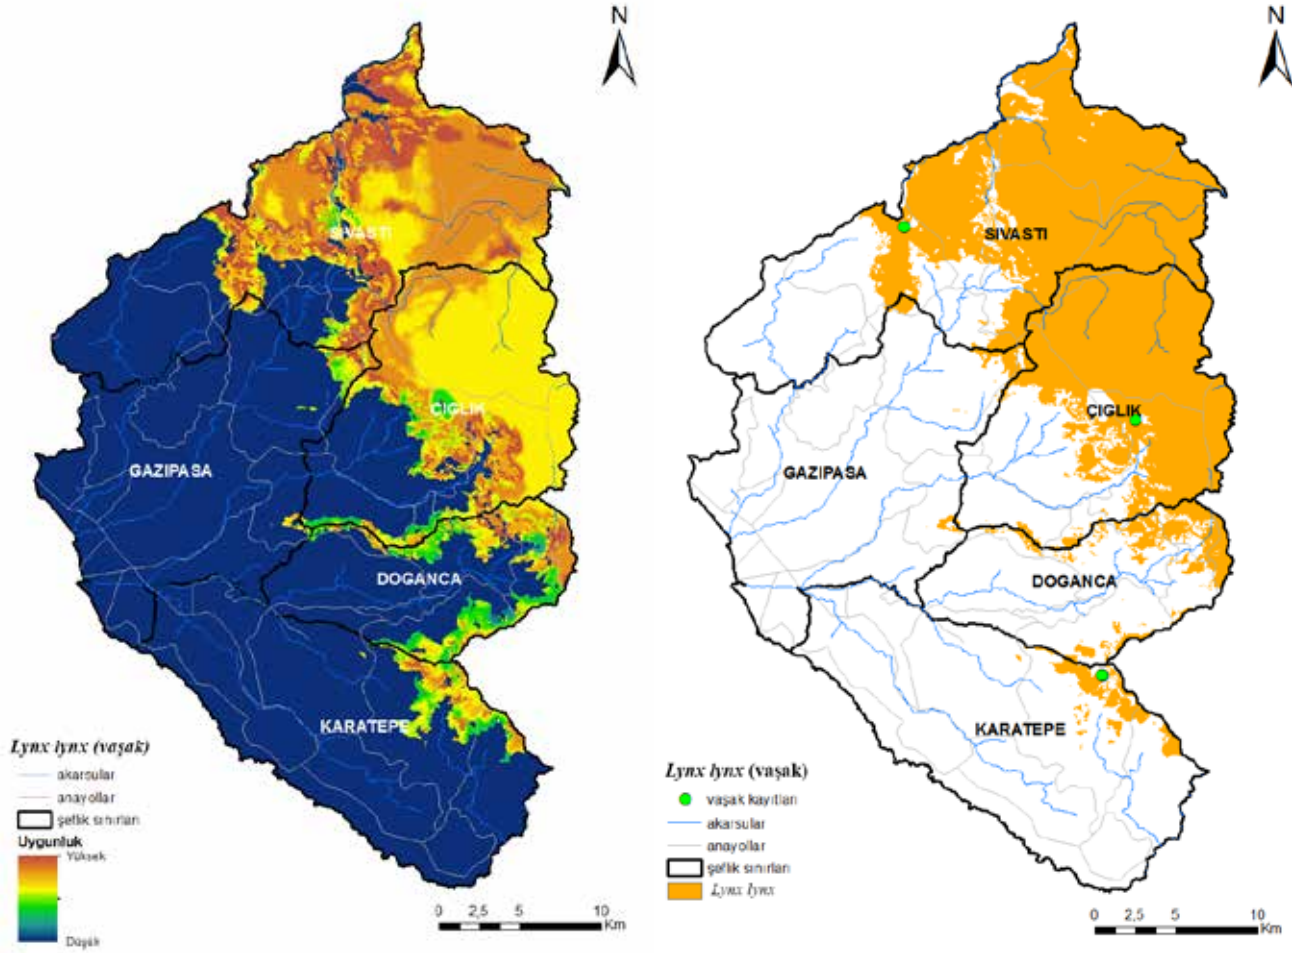 N
SIVASTI
ÇIGLIK
GAZIPASA
DOGANCA
KARATEPE
Lynx lynx (vaşak)
akarsular
anayollar
şeflik sınırları
Uygunluk
Yüksek
Düşük
0 2,5 5 10
Km
N
SIVASTI
ÇIGLIK
GAZIPASA
DOGANCA
KARATEPE
Lynx lynx (vaşak)
vaşak kayıtları
akarsular
anayollar
şeflik sınırları
Lynx lynx
0 2,5 5 10
Km